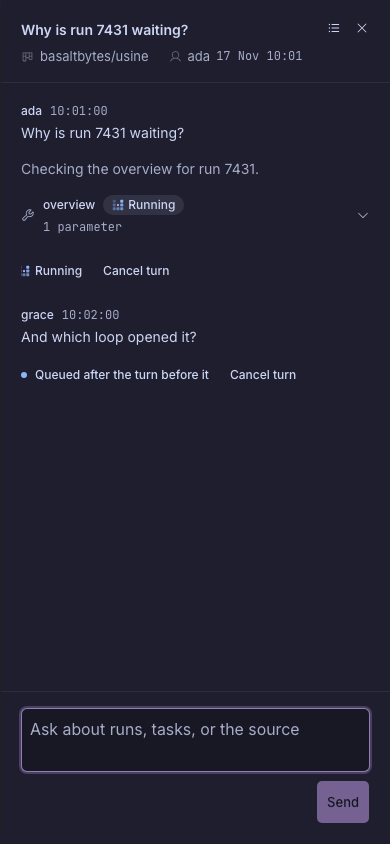 Why is run 7431 waiting?
basaltbytes/usine ada 17 Nov 10:01
ada 10:01:00
Why is run 7431 waiting?
Checking the overview for run 7431.
overview Running
1 parameter
Running Cancel turn
grace 10:02:00
And which loop opened it?
Queued after the turn before it Cancel turn
Ask about runs, tasks, or the source
Send